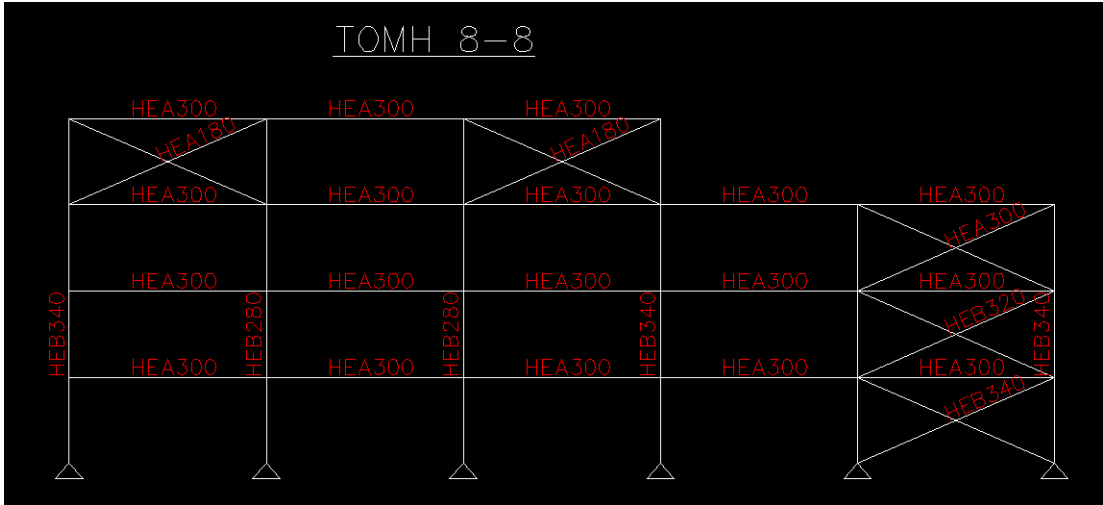 ΤΟΜΗ 8-8
HEA300 HEA300 HEA300
HEA180 HEA180
HEA300 HEA300 HEA300 HEA300 HEA300
HEA300
HEA300 HEA300 HEA300 HEA300 HEA300
HEB340 HEB280 HEB280 HEB340 HEB320 HEB340
HEA300 HEA300 HEA300 HEA300 HEA300
HEB340